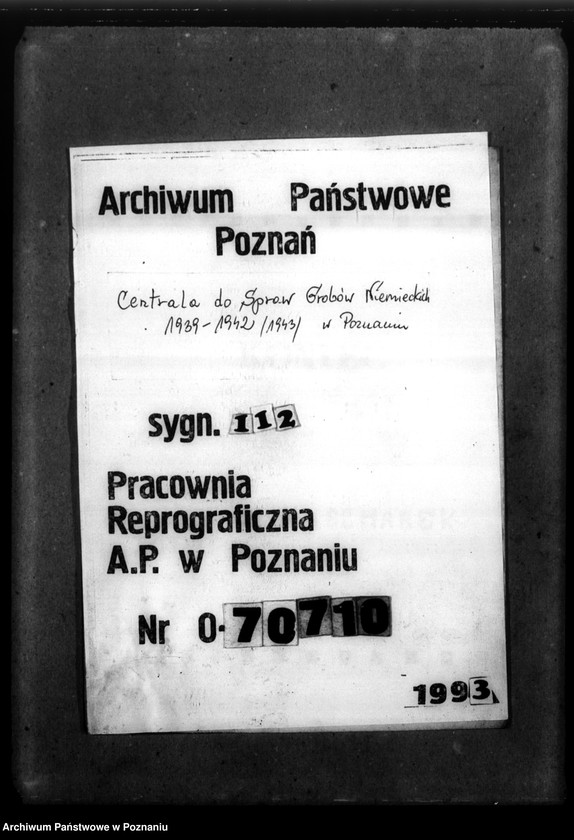 Archiwum Państwowe
Poznań
Centrala do Spraw Grobów Niemieckich
1939-1942 /1943/ w Poznaniu
sygn. 112
Pracownia
Reprograficzna
A.P. w Poznaniu
Nr 0-70710
1993
Archiwum Państwowe w Poznaniu